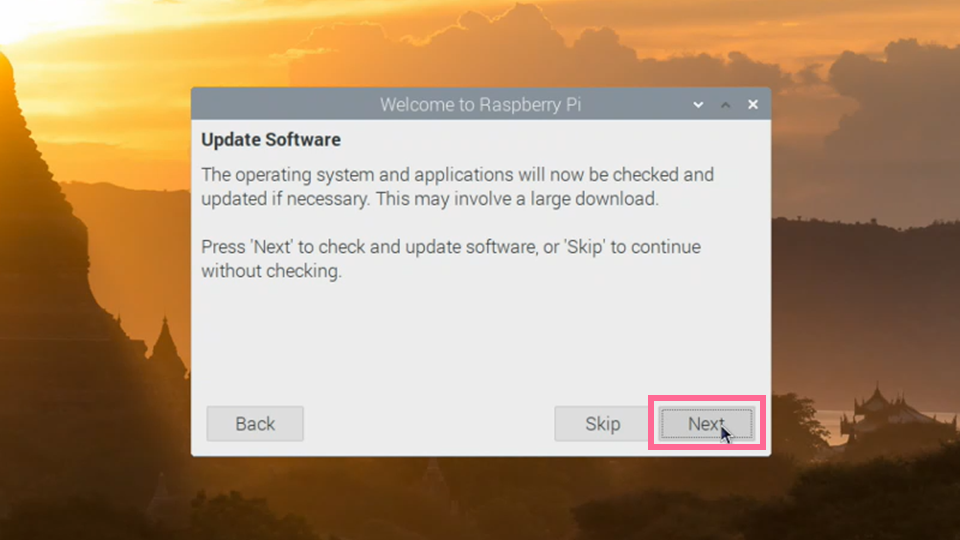 Welcome to Raspberry Pi
Update Software
The operating system and applications will now be checked and
updated if necessary. This may involve a large download.
Press 'Next' to check and update software, or 'Skip' to continue
without checking.
Back
Skip
Next